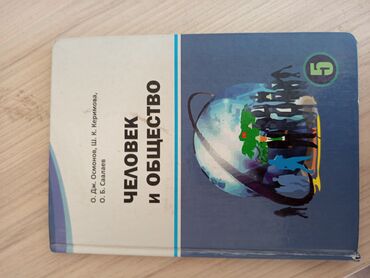 О. Дж. Осмонов, Ш. К. Керимова,
О. Б. Саалаев
ЧЕЛОВЕК
И ОБЩЕСТВО
5